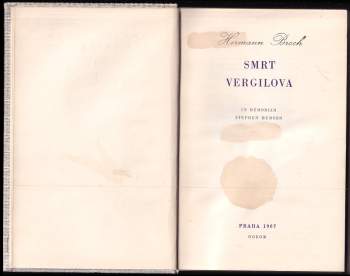 Hermann Broch
SMRT
VERGILOVA
IN MEMORIAM
STEPHEN HUDSON
PRAHA 1967
ODEON